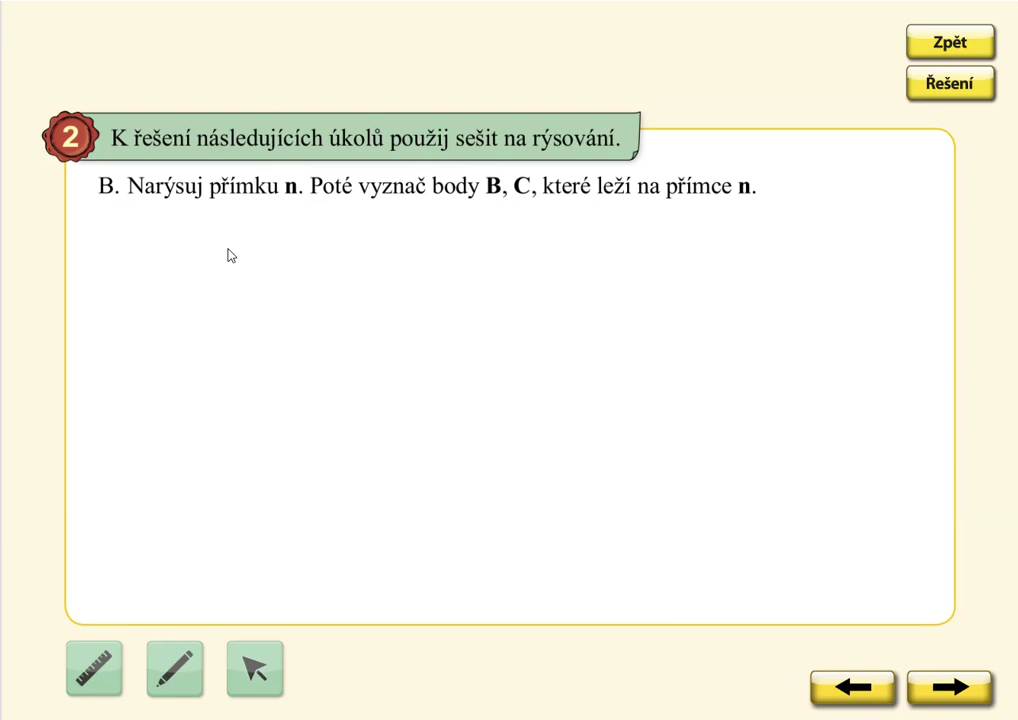 Zpět
Řešení
2
K řešení následujících úkolů použij sešit na rýsování.
B. Narýsuj přímku n. Poté vyznač body B, C, které leží na přímce n.